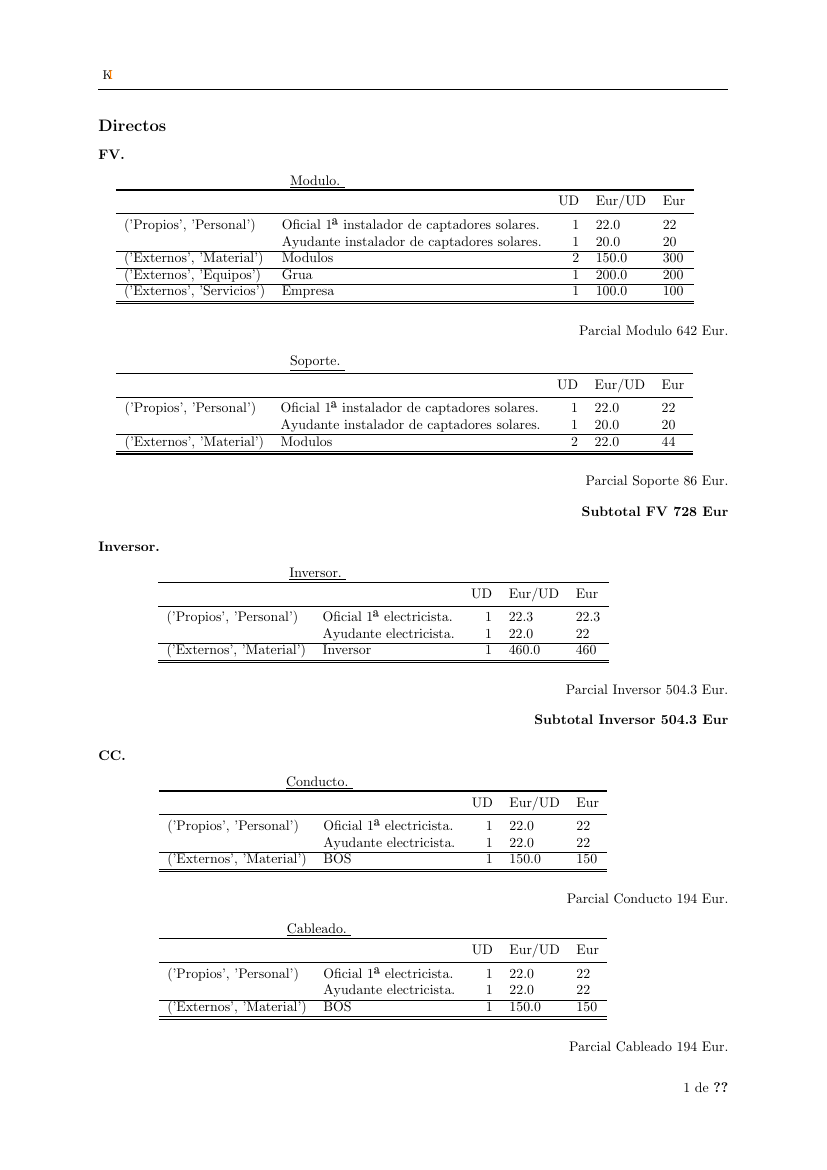 K
Directos
FV.
Modulo.
UD Eur/UD Eur
('Propios', 'Personal') Oficial 1ª instalador de captadores solares. 1 22.0 22
Ayudante instalador de captadores solares. 1 20.0 20
('Externos', 'Material') Modulos 2 150.0 300
('Externos', 'Equipos') Grua 1 200.0 200
('Externos', 'Servicios') Empresa 1 100.0 100
Parcial Modulo 642 Eur.
Soporte.
UD Eur/UD Eur
('Propios', 'Personal') Oficial 1ª instalador de captadores solares. 1 22.0 22
Ayudante instalador de captadores solares. 1 20.0 20
('Externos', 'Material') Modulos 2 22.0 44
Parcial Soporte 86 Eur.
Subtotal FV 728 Eur
Inversor.
Inversor.
UD Eur/UD Eur
('Propios', 'Personal') Oficial 1ª electricista. 1 22.3 22.3
Ayudante electricista. 1 22.0 22
('Externos', 'Material') Inversor 1 460.0 460
Parcial Inversor 504.3 Eur.
Subtotal Inversor 504.3 Eur
CC.
Conducto.
UD Eur/UD Eur
('Propios', 'Personal') Oficial 1ª electricista. 1 22.0 22
Ayudante electricista. 1 22.0 22
('Externos', 'Material') BOS 1 150.0 150
Parcial Conducto 194 Eur.
Cableado.
UD Eur/UD Eur
('Propios', 'Personal') Oficial 1ª electricista. 1 22.0 22
Ayudante electricista. 1 22.0 22
('Externos', 'Material') BOS 1 150.0 150
Parcial Cableado 194 Eur.
1 de ??